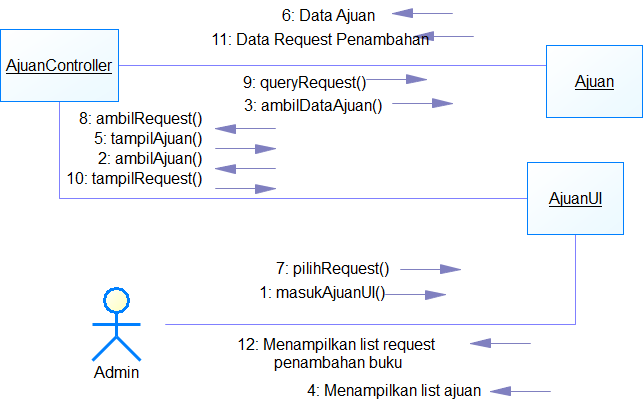 6: Data Ajuan
11: Data Request Penambahan
AjuanController
Ajuan
9: queryRequest()
3: ambilDataAjuan()
8: ambilRequest()
5: tampilAjuan()
2: ambilAjuan()
10: tampilRequest()
AjuanUI
7: pilihRequest()
1: masukAjuanUI()
12: Menampilkan list request
penambahan buku
Admin
4: Menampilkan list ajuan